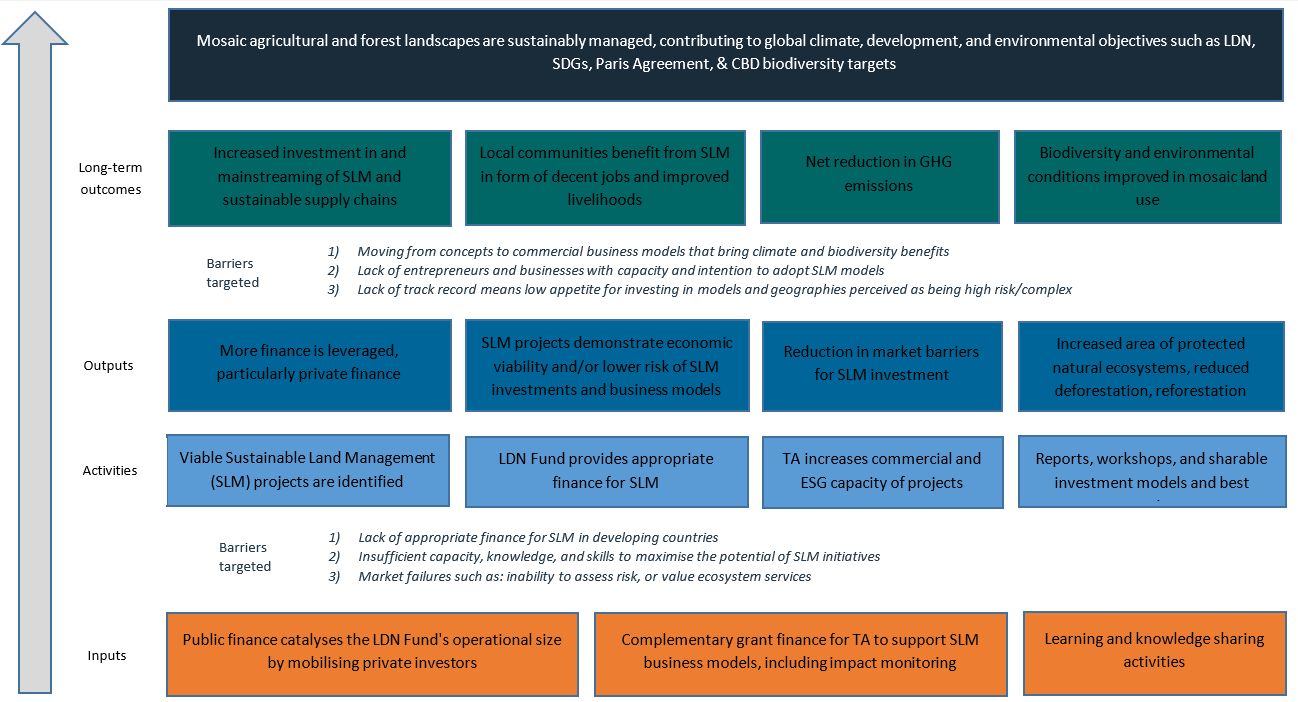 Mosaic agricultural and forest landscapes are sustainably managed, contributing to global climate, development, and environmental objectives such as LDN,
SDGs, Paris Agreement, & CBD biodiversity targets
Long-term
outcomes
Increased investment in and
mainstreaming of SLM and
sustainable supply chains
Local communities benefit from SLM
in form of decent jobs and improved
livelihoods
Net reduction in GHG
emissions
Biodiversity and environmental
conditions improved in mosaic land
use
Barriers
targeted
1) Moving from concepts to commercial business models that bring climate and biodiversity benefits
2) Lack of entrepreneurs and businesses with capacity and intention to adopt SLM models
3) Lack of track record means low appetite for investing in models and geographies perceived as being high risk/complex
Outputs
More finance is leveraged,
particularly private finance
SLM projects demonstrate economic
viability and/or lower risk of SLM
investments and business models
Reduction in market barriers
for SLM investment
Increased area of protected
natural ecosystems, reduced
deforestation, reforestation
Activities
Viable Sustainable Land Management
(SLM) projects are identified
LDN Fund provides appropriate
finance for SLM
TA increases commercial and
ESG capacity of projects
Reports, workshops, and sharable
investment models and best
Barriers
targeted
1) Lack of appropriate finance for SLM in developing countries
2) Insufficient capacity, knowledge, and skills to maximise the potential of SLM initiatives
3) Market failures such as: inability to assess risk, or value ecosystem services
Inputs
Public finance catalyses the LDN Fund's operational size
by mobilising private investors
Complementary grant finance for TA to support SLM
business models, including impact monitoring
Learning and knowledge sharing
activities